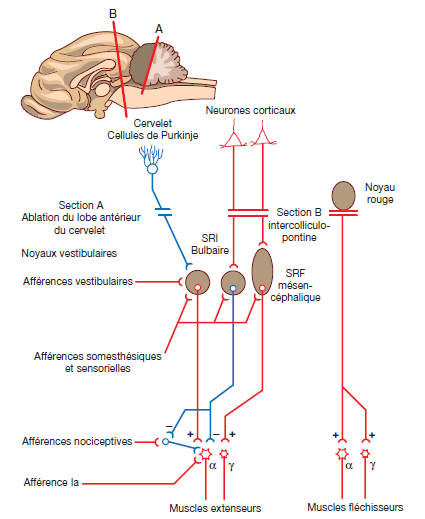 B
A
Neurones corticaux
Cervelet
Cellules de Purkinje
Noyau
rouge
Section A
Ablation du lobe antérieur
du cervelet
Section B
intercolliculo-
pontine
SRI
Bulbaire
Noyaux vestibulaires
SRF
mésen-
céphalique
Afférences vestibulaires
Afférences somesthésiques
et sensorielles
– + – + + +
Afférences nociceptives
α γ α γ
Afférence Ia
Muscles extenseurs
Muscles fléchisseurs